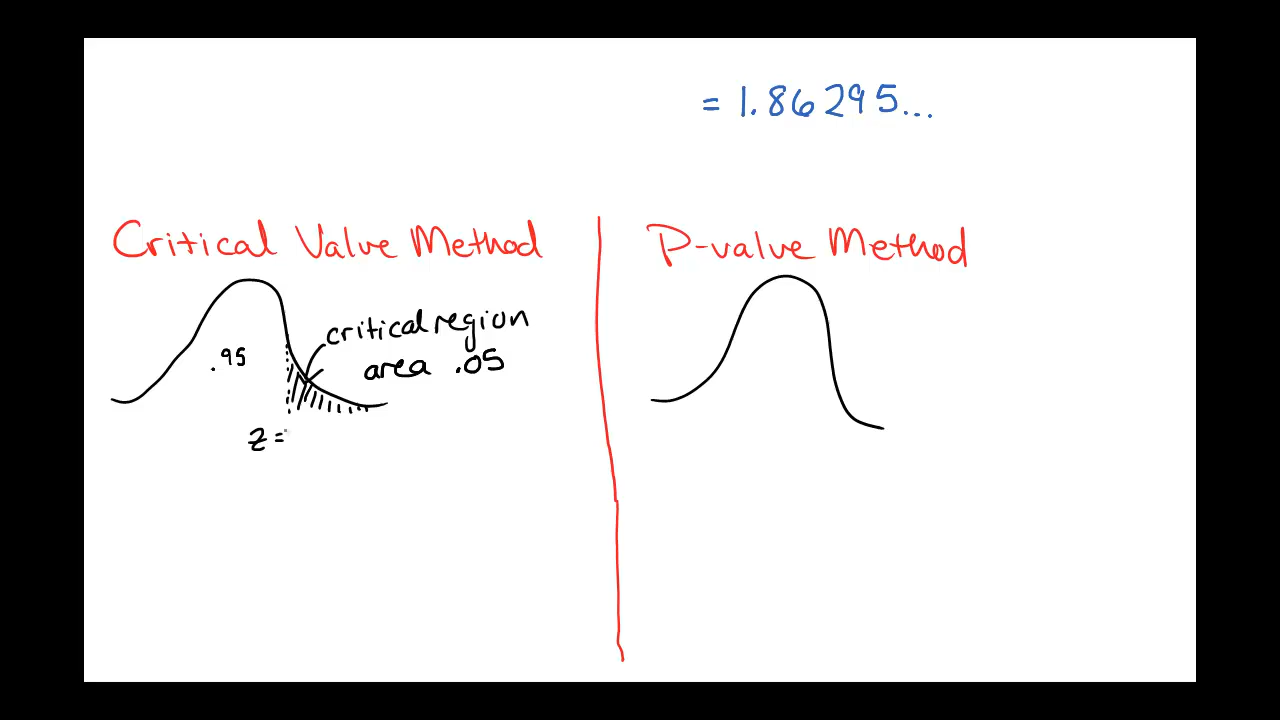 = 1.86295...
Critical Value Method
P-value Method
critical region
area .05
.95
z =